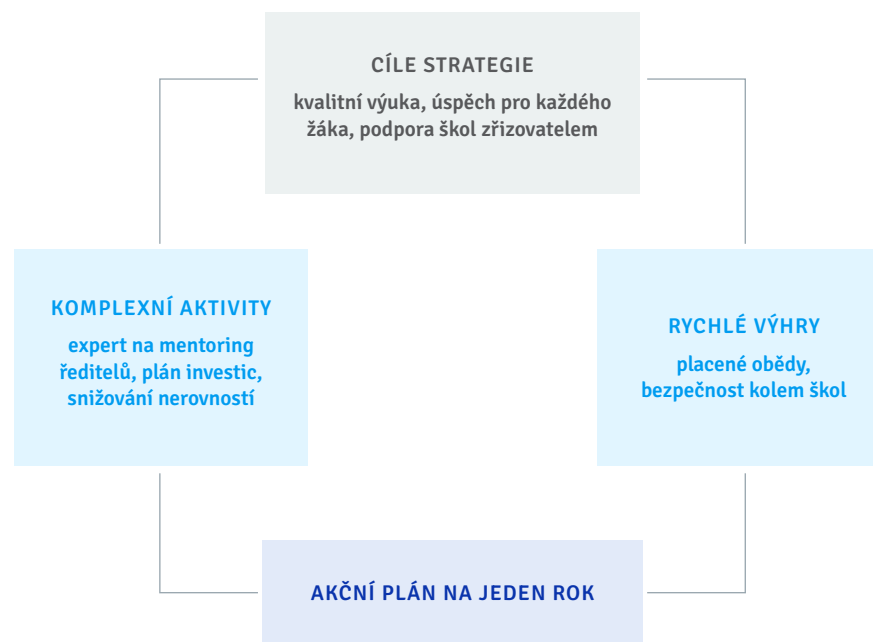 CÍLE STRATEGIE
kvalitní výuka, úspěch pro každého
žáka, podpora škol zřizovatelem
KOMPLEXNÍ AKTIVITY
expert na mentoring
ředitelů, plán investic,
snižování nerovností
RYCHLÉ VÝHRY
placené obědy,
bezpečnost kolem škol
AKČNÍ PLÁN NA JEDEN ROK